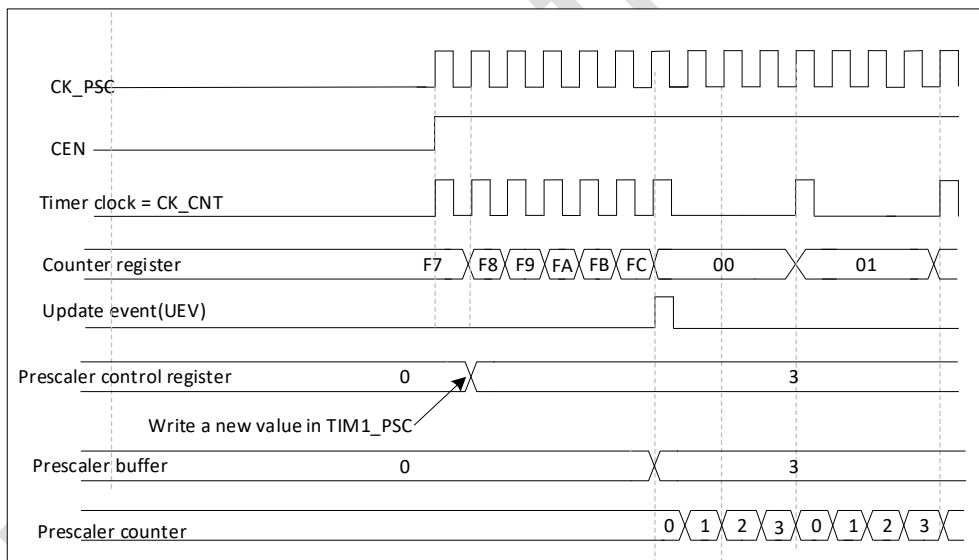 CK_PSC
CEN
Timer clock = CK_CNT
Counter register F7 F8 F9 FA FB FC 00 01
Update event(UEV)
Prescaler control register 0 3
Write a new value in TIM1_PSC
Prescaler buffer 0 3
Prescaler counter 0 1 2 3 0 1 2 3